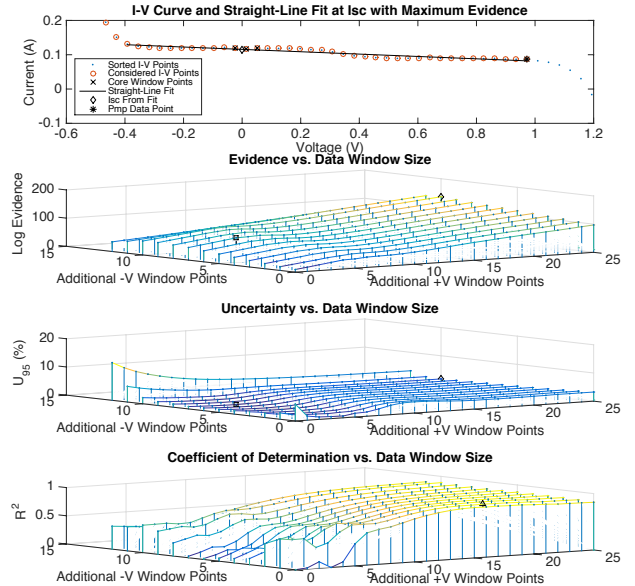 I-V Curve and Straight-Line Fit at Isc with Maximum Evidence
Current (A)
0.2
0.1
0
-0.1
Sorted I-V Points
Considered I-V Points
Core Window Points
Straight-Line Fit
Isc From Fit
Pmp Data Point
-0.6 -0.4 -0.2 0 0.2 0.4 0.6 0.8 1 1.2
Voltage (V)
Evidence vs. Data Window Size
Log Evidence
200
100
0
15 10 5 0
0 5 10 15 20 25
Additional -V Window Points
Additional +V Window Points
Uncertainty vs. Data Window Size
U95 (%)
20
10
0
15 10 5 0
0 5 10 15 20 25
Additional -V Window Points
Additional +V Window Points
Coefficient of Determination vs. Data Window Size
R2
1
0.5
0
15 10 5 0
0 5 10 15 20 25
Additional -V Window Points
Additional +V Window Points